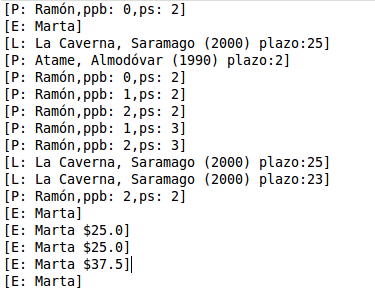 [P: Ramón,ppb: 0,ps: 2]
[E: Marta]
[L: La Caverna, Saramago (2000) plazo:25]
[P: Atame, Almodóvar (1990) plazo:2]
[P: Ramón,ppb: 0,ps: 2]
[P: Ramón,ppb: 1,ps: 2]
[P: Ramón,ppb: 2,ps: 2]
[P: Ramón,ppb: 1,ps: 3]
[P: Ramón,ppb: 2,ps: 3]
[L: La Caverna, Saramago (2000) plazo:25]
[L: La Caverna, Saramago (2000) plazo:23]
[P: Ramón,ppb: 2,ps: 2]
[E: Marta]
[E: Marta $25.0]
[E: Marta $25.0]
[E: Marta $37.5]
[E: Marta]